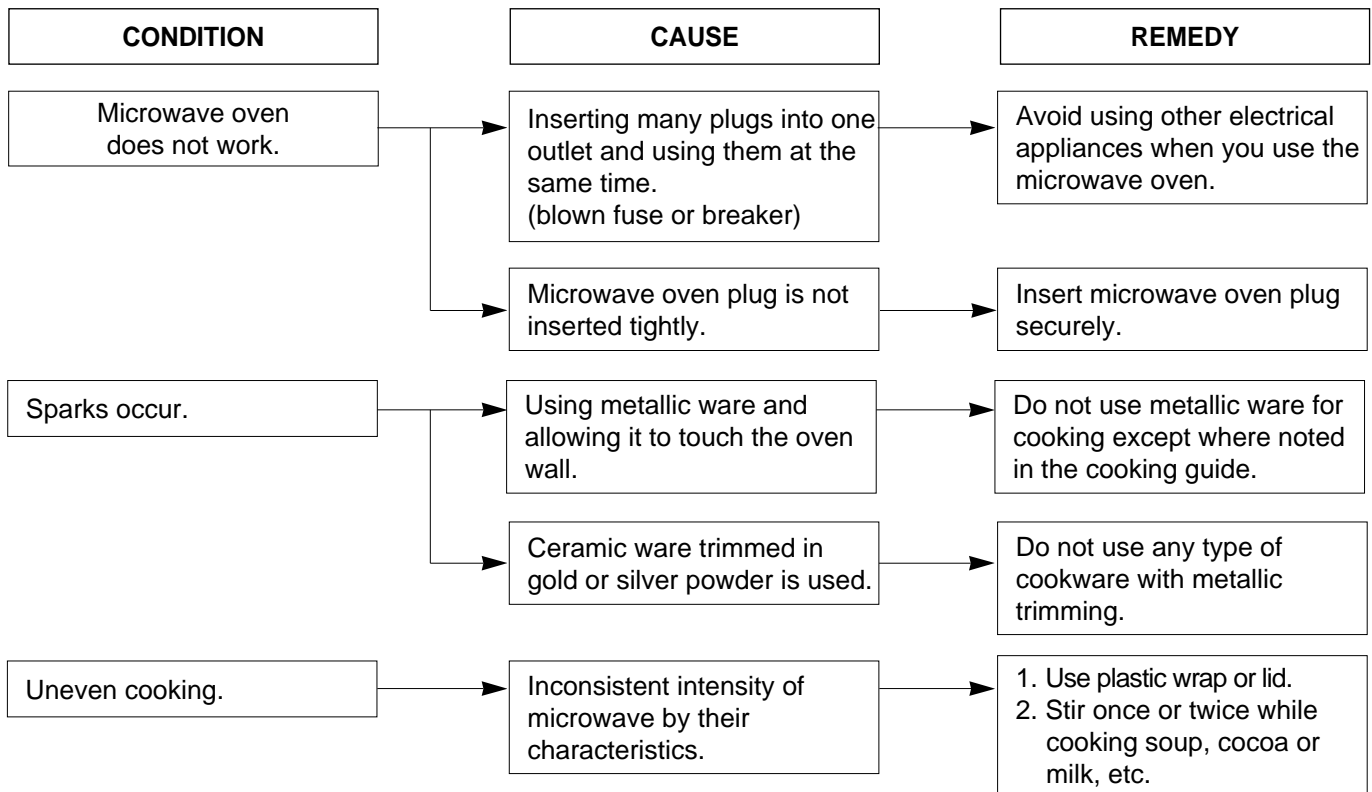 CONDITION
CAUSE
REMEDY
Microwave oven
does not work.
Inserting many plugs into one
outlet and using them at the
same time.
(blown fuse or breaker)
Avoid using other electrical
appliances when you use the
microwave oven.
Microwave oven plug is not
inserted tightly.
Insert microwave oven plug
securely.
Sparks occur.
Using metallic ware and
allowing it to touch the oven
wall.
Do not use metallic ware for
cooking except where noted
in the cooking guide.
Ceramic ware trimmed in
gold or silver powder is used.
Do not use any type of
cookware with metallic
trimming.
Uneven cooking.
Inconsistent intensity of
microwave by their
characteristics.
1. Use plastic wrap or lid.
2. Stir once or twice while
cooking soup, cocoa or
milk, etc.